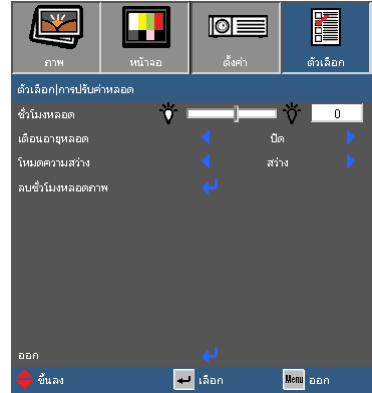 ภาพ หน้าจอ ตั้งค่า ตัวเลือก
ตัวเลือก|การปรับค่าหลอด
ชั่วโมงหลอด 0
เตือนอายุหลอด ปิด
โหมดความสว่าง สว่าง
ลบชั่วโมงหลอดภาพ
ออก
ขึ้นลง เลือก Menu ออก